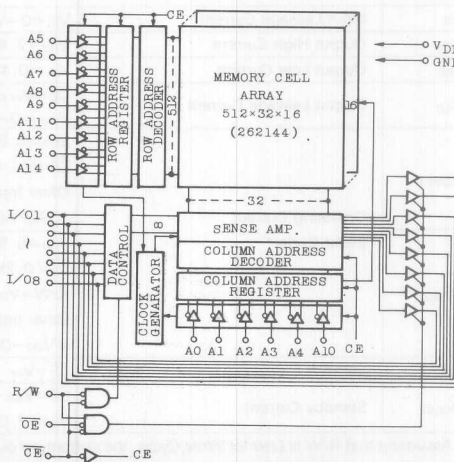 CE
A5
A6
A7
A8
A9
A11
A12
A13
A14
ROW ADDRESS
REGISTER
ROW ADDRESS
DECODER
512
MEMORY CELL
ARRAY
512×32×16
(262144)
16
VD
GND
32
I/O1
≀
I/O8
DATA
CONTROL
8
CLOCK
GENARATOR
SENSE AMP.
COLUMN ADDRESS
DECODER
COLUMN ADDRESS
REGISTER
A0 A1 A2 A3 A4 A10
CE
R/W
OE
CE
CE